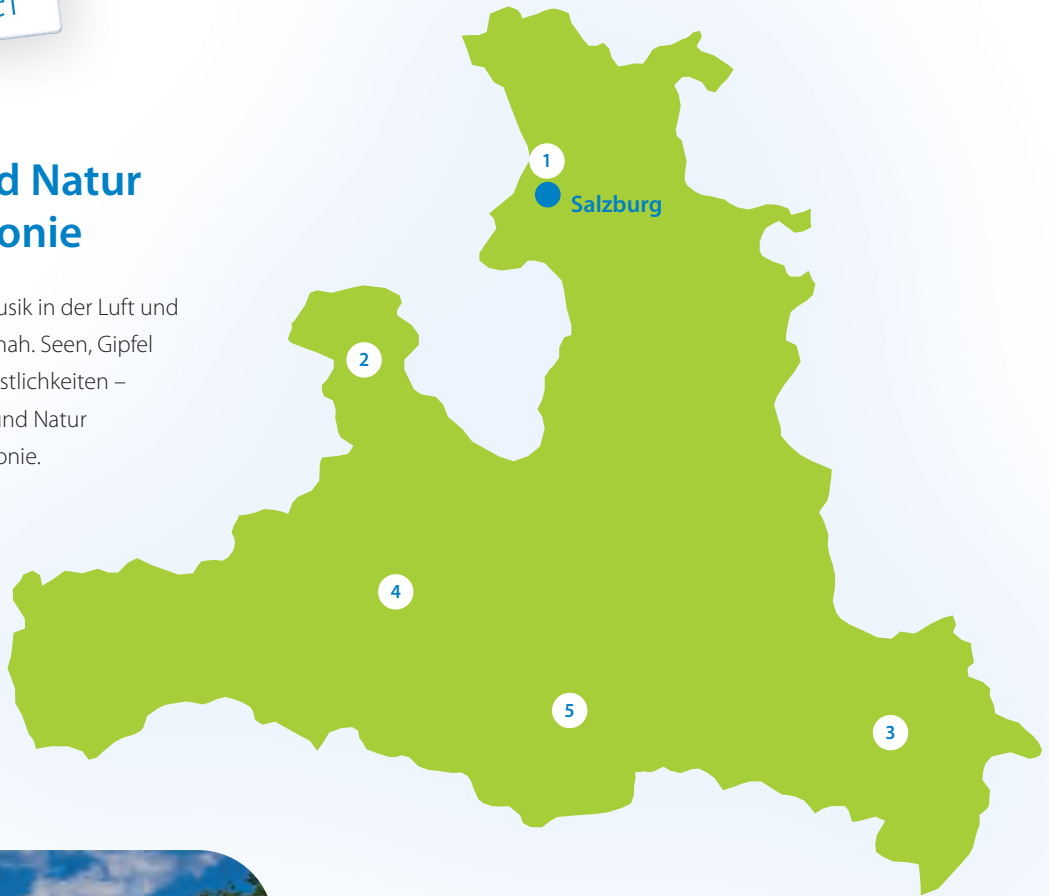 d Natur
onie
usik in der Luft und
nah. Seen, Gipfel
stlichkeiten –
und Natur
onie.
1
Salzburg
2
4
5
3